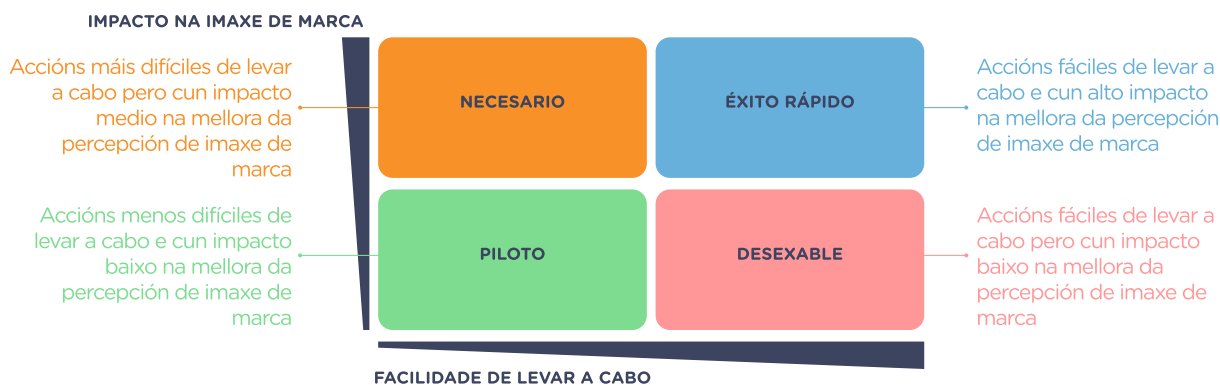 IMPACTO NA IMAXE DE MARCA
Accións máis difíciles de levar
a cabo pero cun impacto
medio na mellora da
percepción de imaxe de
marca
NECESARIO
ÉXITO RÁPIDO
Accións fáciles de levar a
cabo e cun alto impacto
na mellora da percepción
de imaxe de marca
Accións menos difíciles de
levar a cabo e cun impacto
baixo na mellora da
percepción de imaxe de
marca
PILOTO
DESEXABLE
Accións fáciles de levar a
cabo pero cun impacto
baixo na mellora da
percepción de imaxe de
marca
FACILIDADE DE LEVAR A CABO